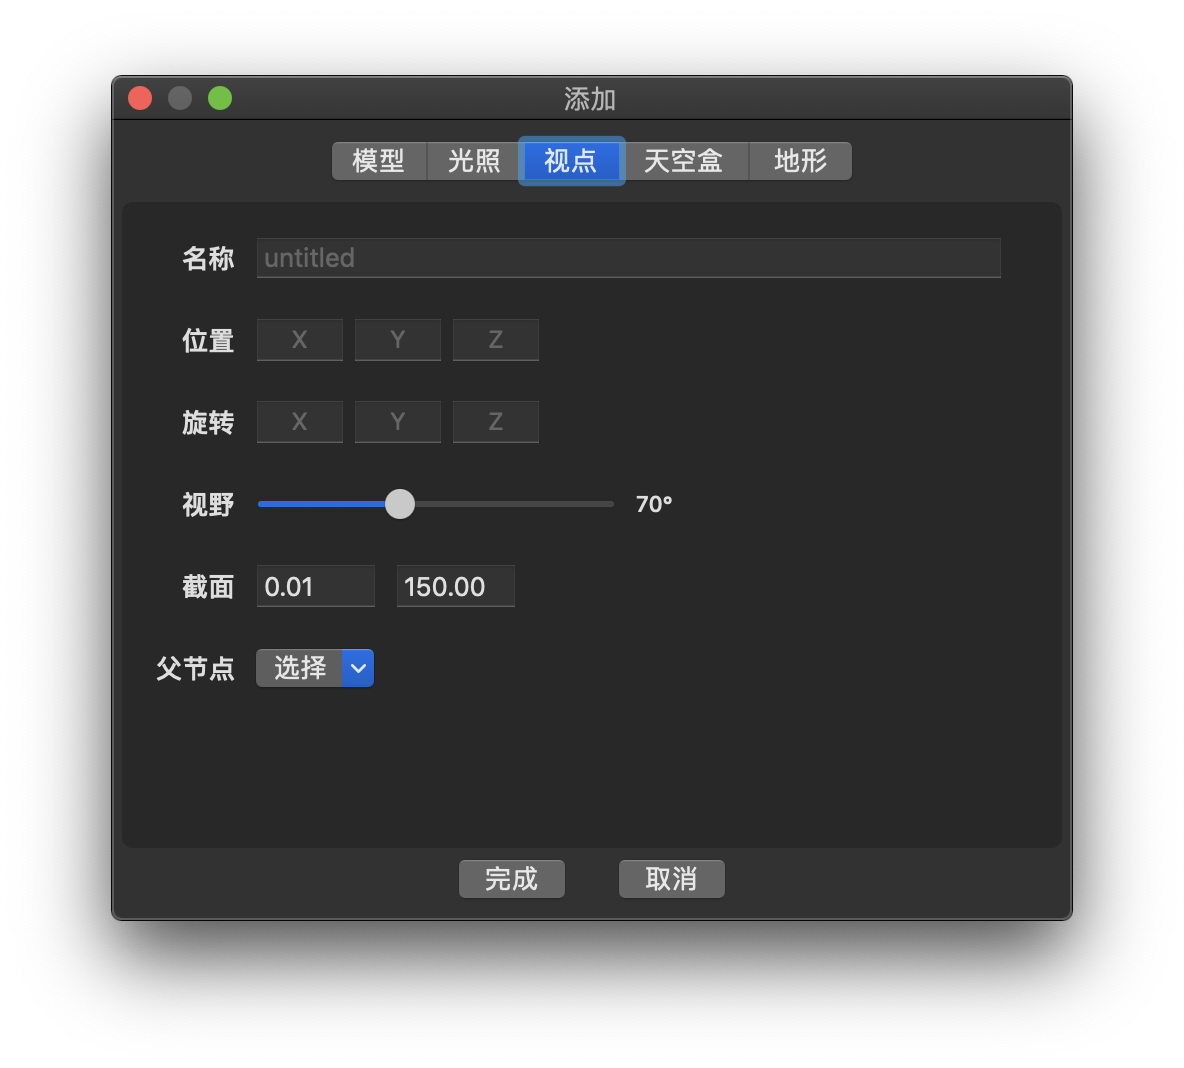 添加
模型 光照 视点 天空盒 地形
名称 untitled
位置 X Y Z
旋转 X Y Z
视野 70°
截面 0.01 150.00
父节点 选择
完成 取消